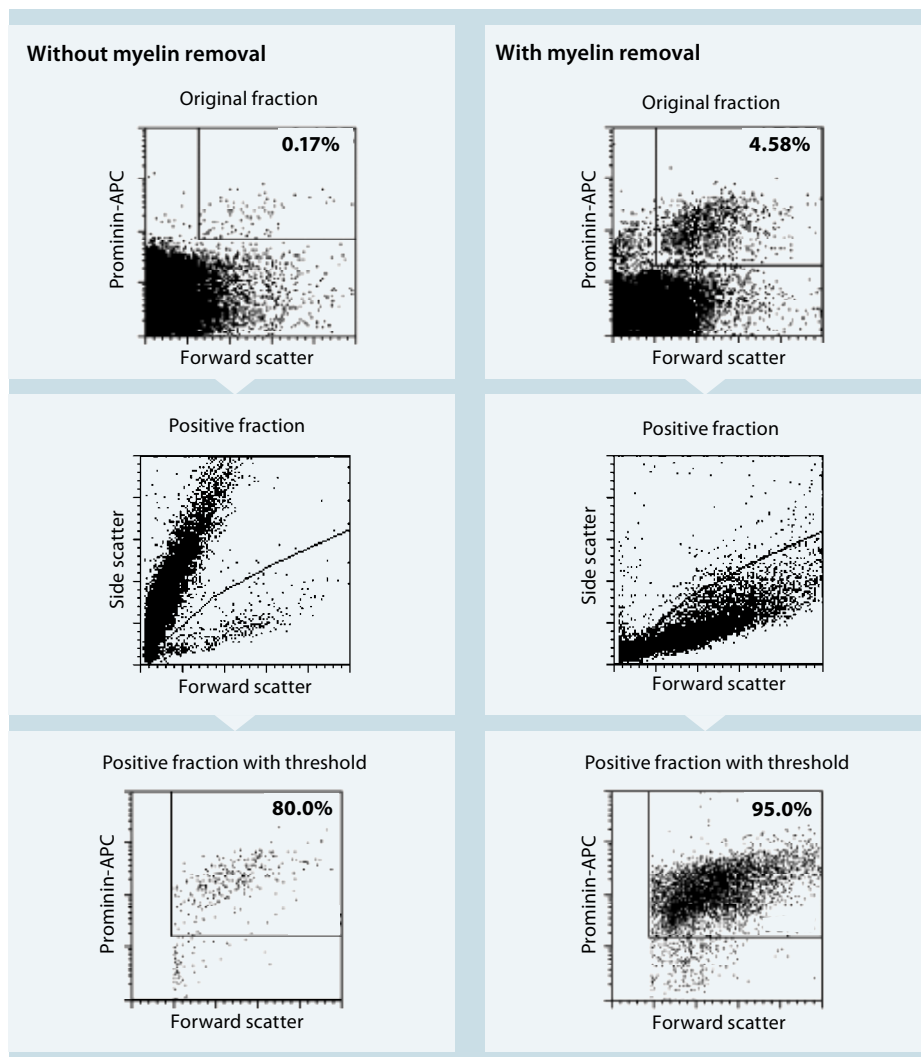 Without myelin removal
Original fraction
0.17%
Prominin-APC
Forward scatter
Positive fraction
Side scatter
Forward scatter
Positive fraction with threshold
80.0%
Prominin-APC
Forward scatter
With myelin removal
Original fraction
4.58%
Prominin-APC
Forward scatter
Positive fraction
Side scatter
Forward scatter
Positive fraction with threshold
95.0%
Prominin-APC
Forward scatter